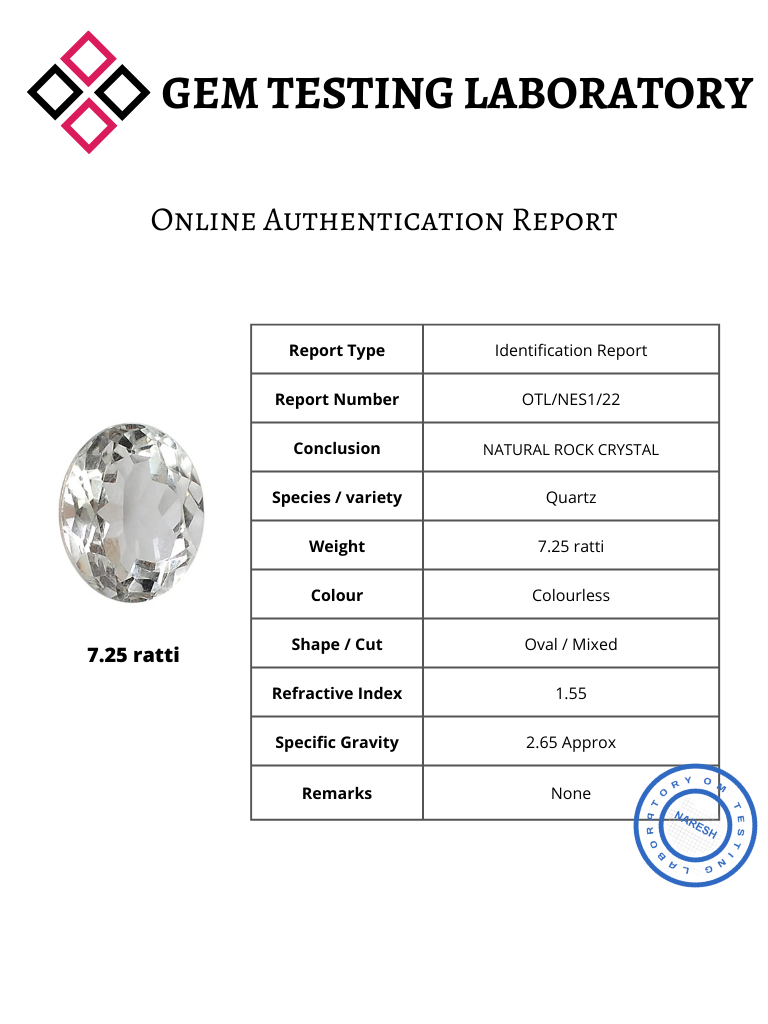 GEM TESTING LABORATORY
Online Authentication Report
Report Type Identification Report
Report Number OTL/NES1/22
Conclusion NATURAL ROCK CRYSTAL
Species / variety Quartz
Weight 7.25 ratti
Colour Colourless
Shape / Cut Oval / Mixed
7.25 ratti
Refractive Index 1.55
Specific Gravity 2.65 Approx
Remarks None
OM TESTING LABORATORY
NARESH